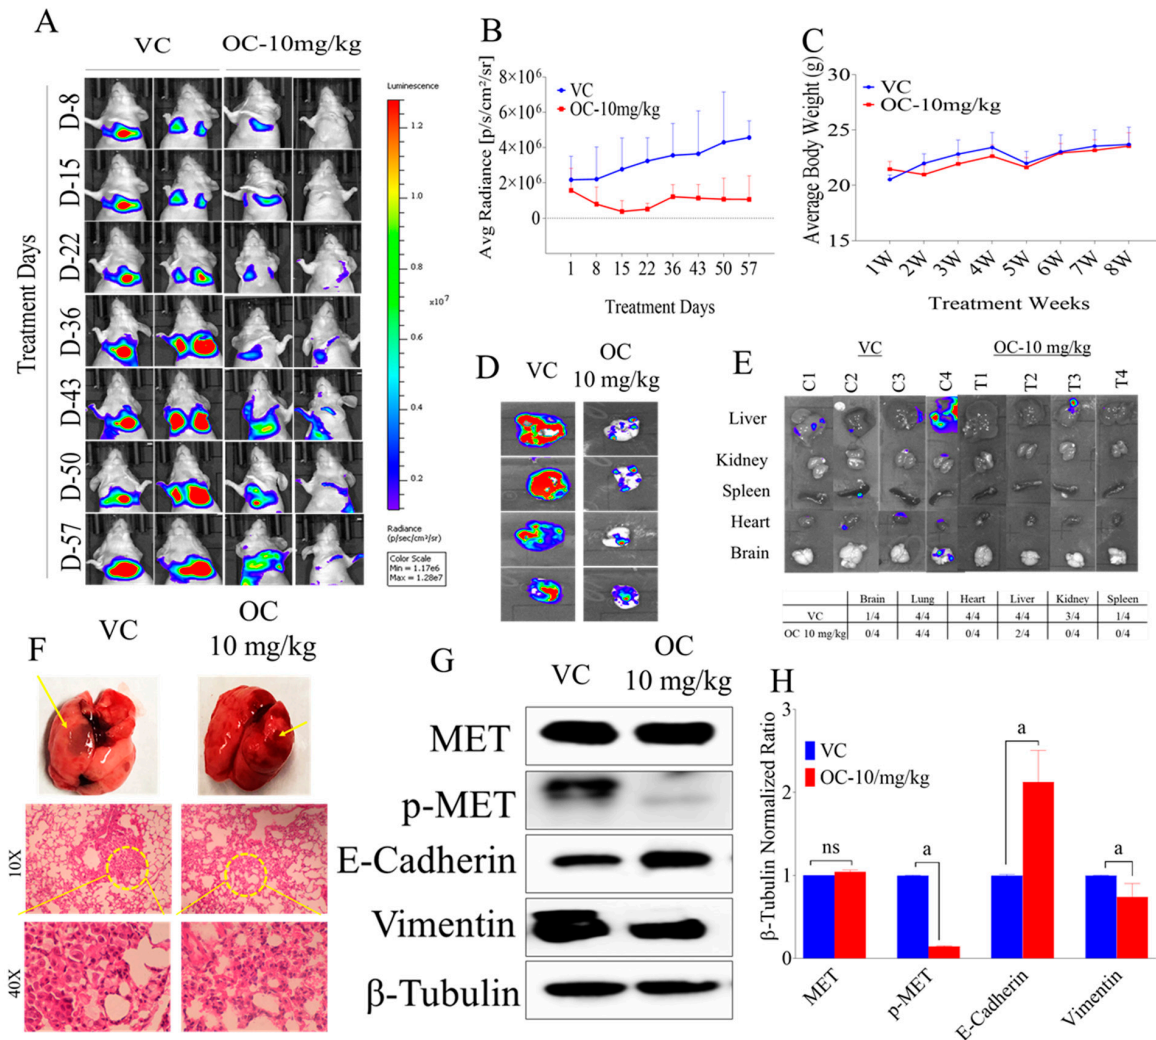 A
VC OC-10mg/kg
Treatment Days
D-8
D-15
D-22
D-36
D-43
D-50
D-57
Luminescence
1.2
1.0
0.8
x10⁷
0.6
0.4
0.2
Radiance
(p/sec/cm²/sr)
Color Scale
Min = 1.17e6
Max = 1.28e7
B
Avg Radiance [p/s/cm²/sr]
8×10⁶
6×10⁶
4×10⁶
2×10⁶
0
VC
OC-10mg/kg
1 8 15 22 36 43 50 57
Treatment Days
C
Average Body Weight (g)
30
25
20
15
VC
OC-10mg/kg
1W 2W 3W 4W 5W 6W 7W 8W
Treatment Weeks
D
VC
OC
10 mg/kg
E
VC OC-10 mg/kg
C1 C2 C3 C4 T1 T2 T3 T4
Liver
Kidney
Spleen
Heart
Brain
Brain Lung Heart Liver Kidney Spleen
VC 1/4 4/4 4/4 4/4 3/4 1/4
OC 10 mg/kg 0/4 4/4 0/4 2/4 0/4 0/4
F
VC
OC
10 mg/kg
10X
40X
G
VC
OC
10 mg/kg
MET
p-MET
E-Cadherin
Vimentin
β-Tubulin
H
β-Tubulin Normalized Ratio
3
2
1
0
VC
OC-10/mg/kg
ns
a
a
a
MET
p-MET
E-Cadherin
Vimentin